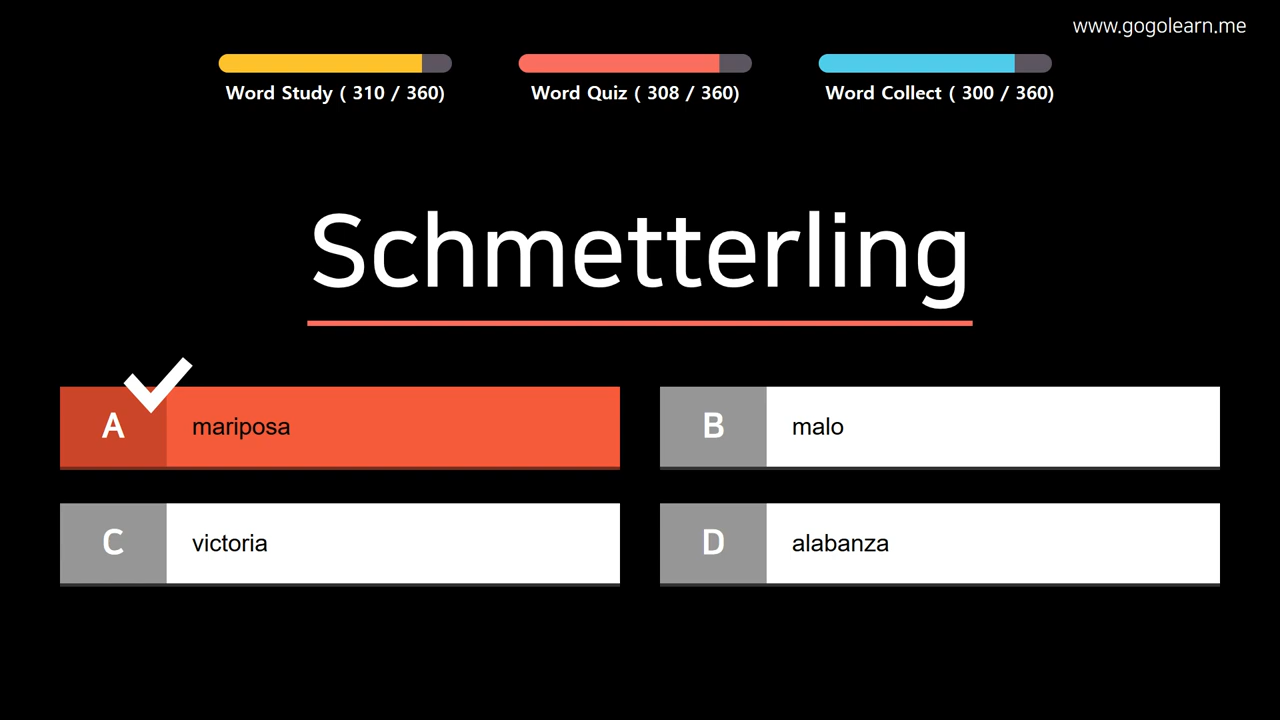 www.gogolearn.me
Word Study ( 310 / 360)
Word Quiz ( 308 / 360)
Word Collect ( 300 / 360)
Schmetterling
A mariposa
B malo
C victoria
D alabanza